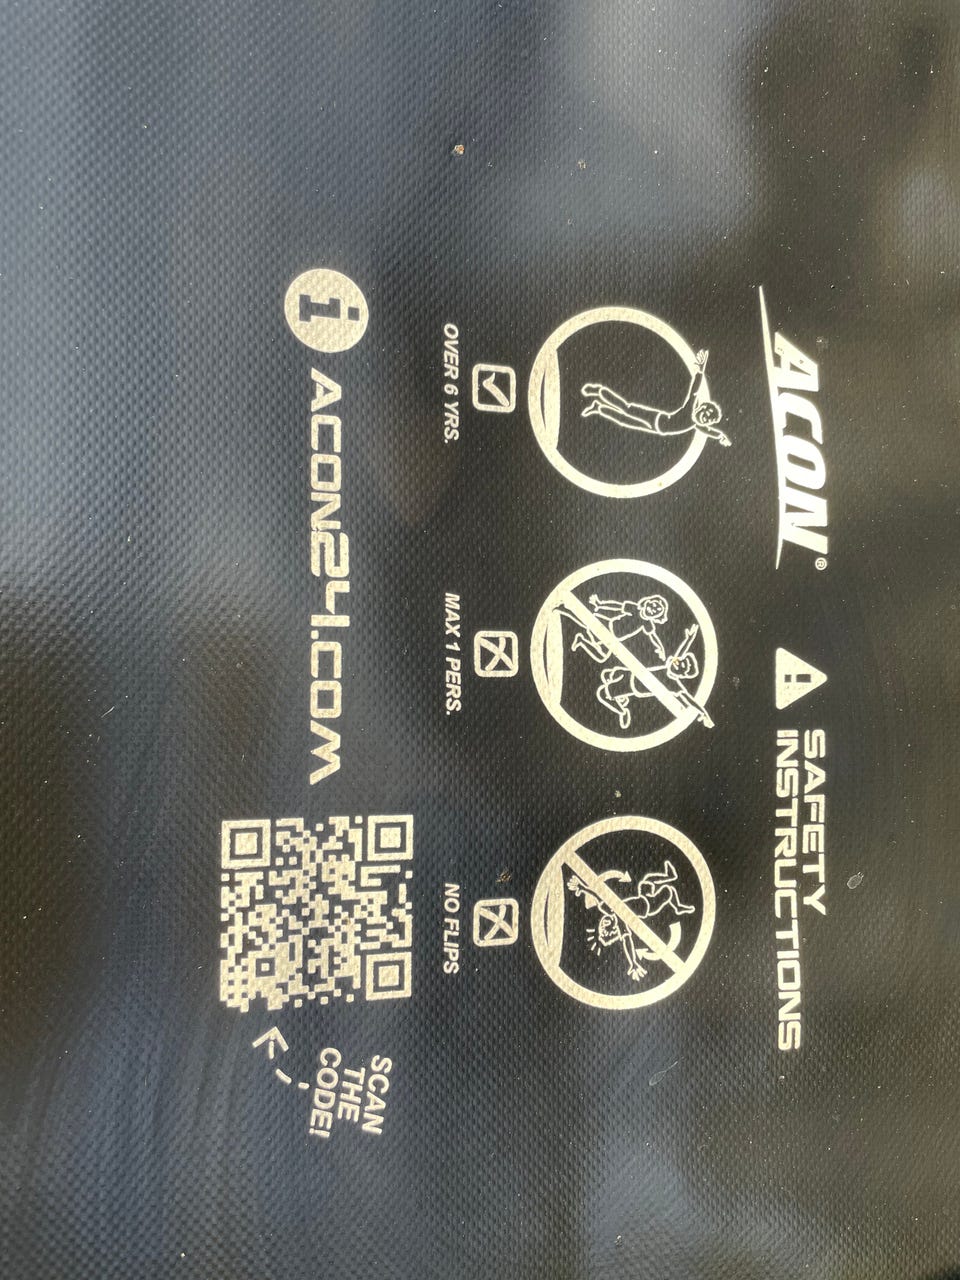 ACON®
SAFETY
INSTRUCTIONS
OVER 6 YRS.
MAX 1 PERS.
NO FLIPS
i ACON24.COM
SCAN
THE
CODE!